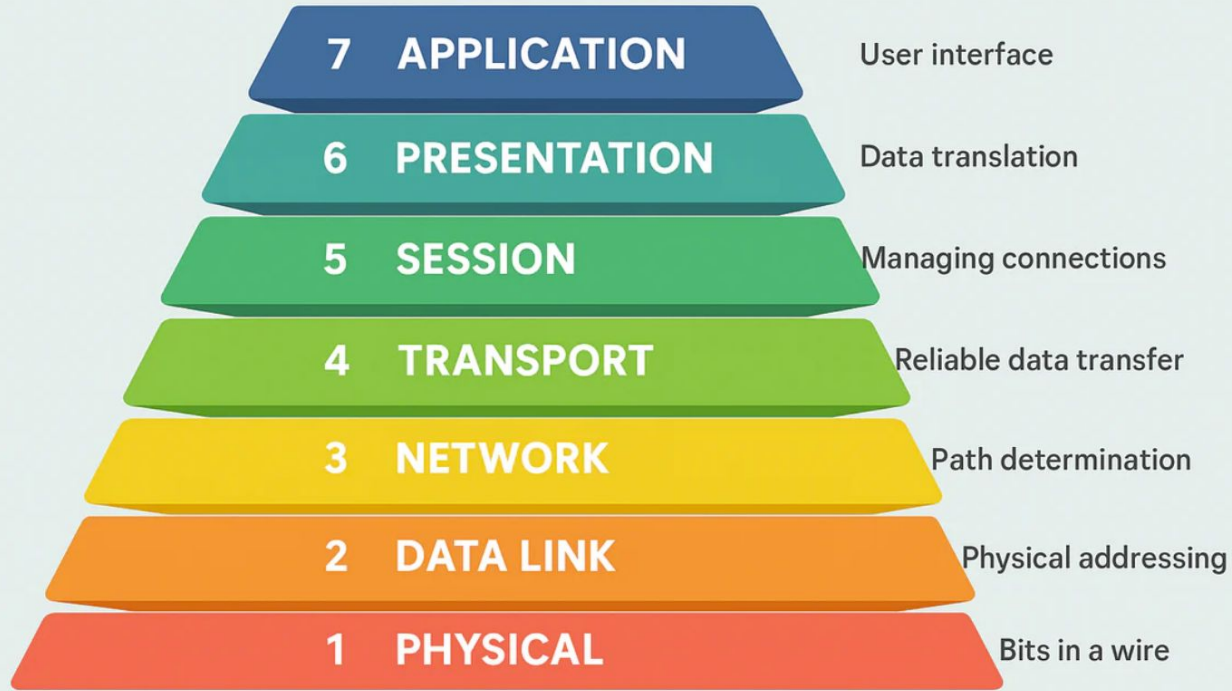 7 APPLICATION User interface
6 PRESENTATION Data translation
5 SESSION Managing connections
4 TRANSPORT Reliable data transfer
3 NETWORK Path determination
2 DATA LINK Physical addressing
1 PHYSICAL Bits in a wire